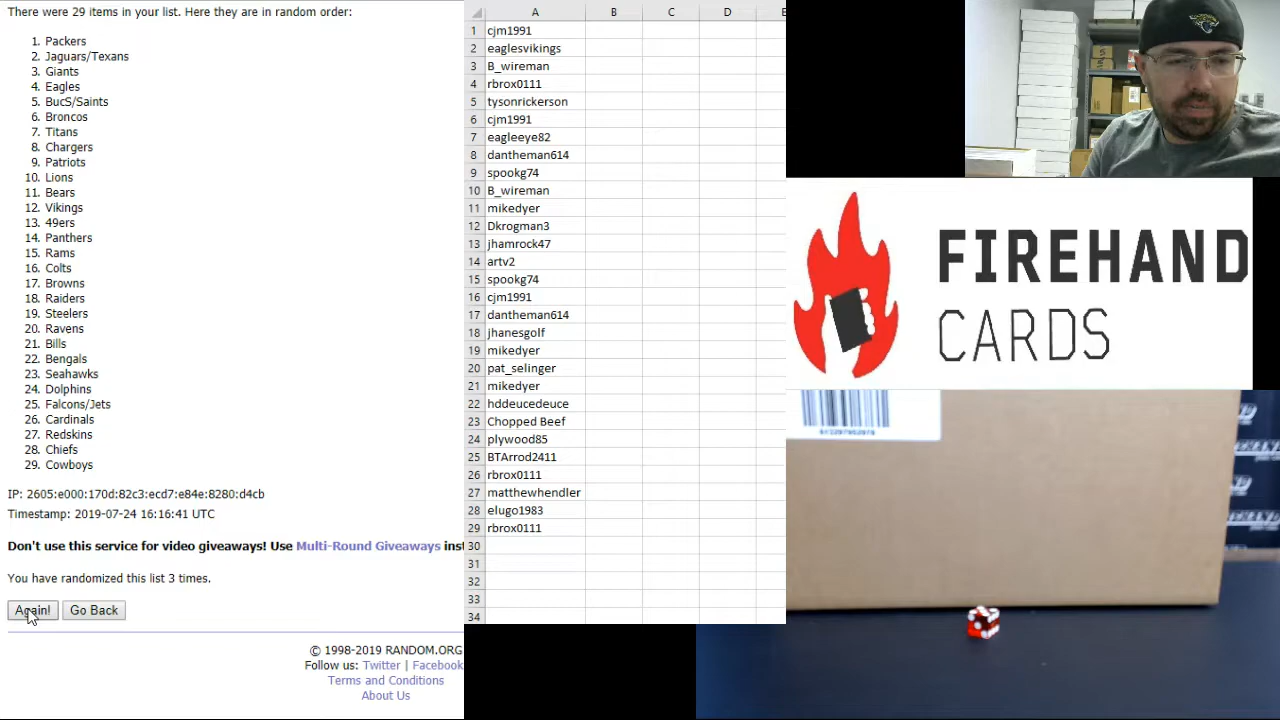 There were 29 items in your list. Here they are in random order:
1. Packers
2. Jaguars/Texans
3. Giants
4. Eagles
5. BucS/Saints
6. Broncos
7. Titans
8. Chargers
9. Patriots
10. Lions
11. Bears
12. Vikings
13. 49ers
14. Panthers
15. Rams
16. Colts
17. Browns
18. Raiders
19. Steelers
20. Ravens
21. Bills
22. Bengals
23. Seahawks
24. Dolphins
25. Falcons/Jets
26. Cardinals
27. Redskins
28. Chiefs
29. Cowboys
IP: 2605:e000:170d:82c3:ecd7:e84e:8280:d4cb
Timestamp: 2019-07-24 16:16:41 UTC
Don't use this service for video giveaways! Use Multi-Round Giveaways inst
You have randomized this list 3 times.
Again! Go Back
© 1998-2019 RANDOM.ORG
Follow us: Twitter | Facebook
Terms and Conditions
About Us
A B C D E
1 cjm1991
2 eaglesvikings
3 B_wireman
4 rbrox0111
5 tysonrickerson
6 cjm1991
7 eagleeye82
8 dantheman614
9 spookg74
10 B_wireman
11 mikedyer
12 Dkrogman3
13 jhamrock47
14 artv2
15 spookg74
16 cjm1991
17 dantheman614
18 jhanesgolf
19 mikedyer
20 pat_selinger
21 mikedyer
22 hddeucedeuce
23 Chopped Beef
24 plywood85
25 BTArrod2411
26 rbrox0111
27 matthewhendler
28 elugo1983
29 rbrox0111
30
31
32
33
34
FIREHAND
CARDS